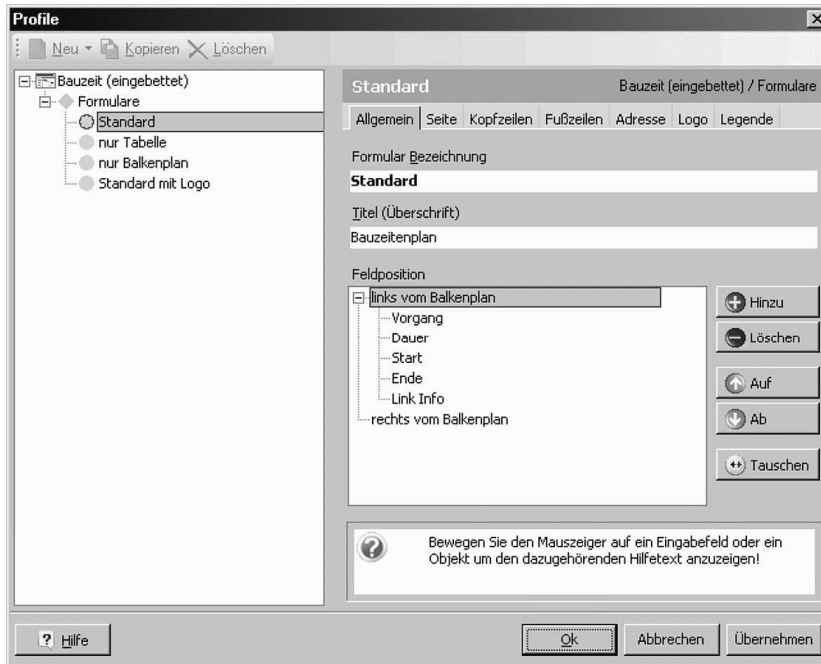 Profile
Neu Kopieren Löschen
Bauzeit (eingebettet)
Formulare
Standard
nur Tabelle
nur Balkenplan
Standard mit Logo
Standard Bauzeit (eingebettet) / Formulare
Allgemein Seite Kopfzeilen Fußzeilen Adresse Logo Legende
Formular Bezeichnung
Standard
Titel (Überschrift)
Bauzeitenplan
Feldposition
links vom Balkenplan
Vorgang
Dauer
Start
Ende
Link Info
rechts vom Balkenplan
Hinzu
Löschen
Auf
Ab
Tauschen
Bewegen Sie den Mauszeiger auf ein Eingabefeld oder ein
Objekt um den dazugehörenden Hilfetext anzuzeigen!
Hilfe Ok Abbrechen Übernehmen